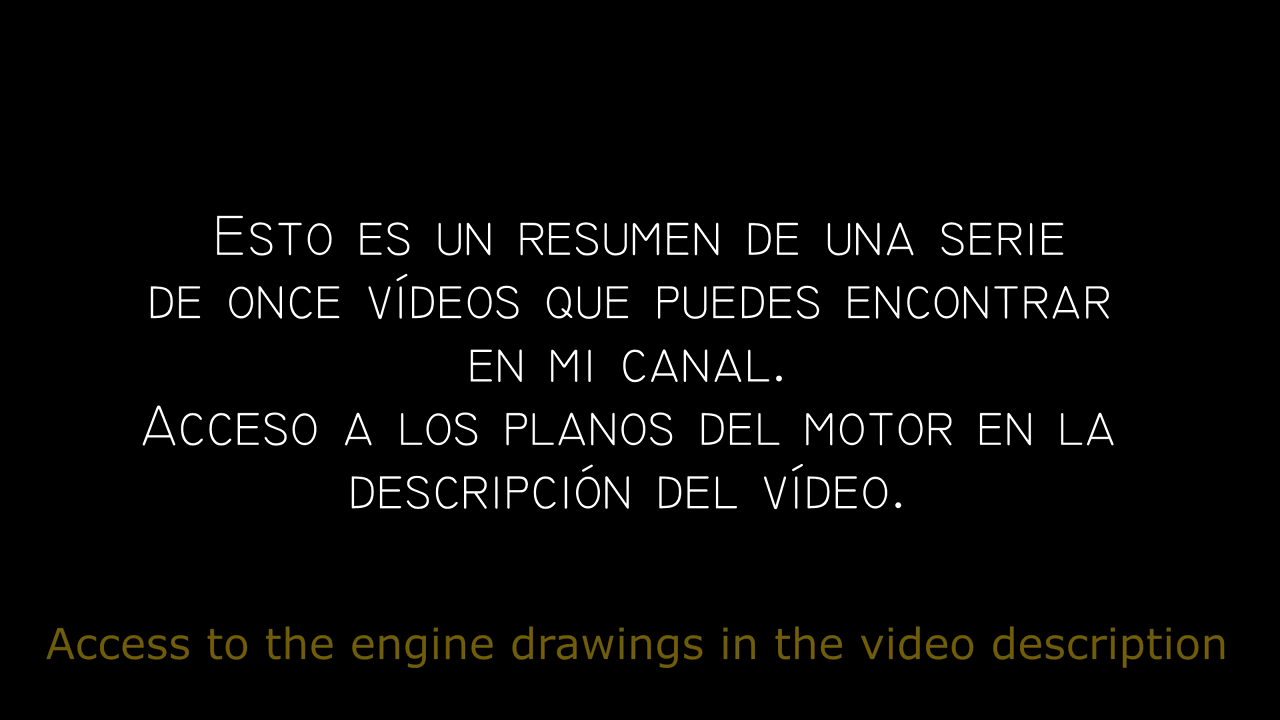 Esto es un resumen de una serie
de once vídeos que puedes encontrar
en mi canal.
Acceso a los planos del motor en la
descripción del vídeo.
Access to the engine drawings in the video description